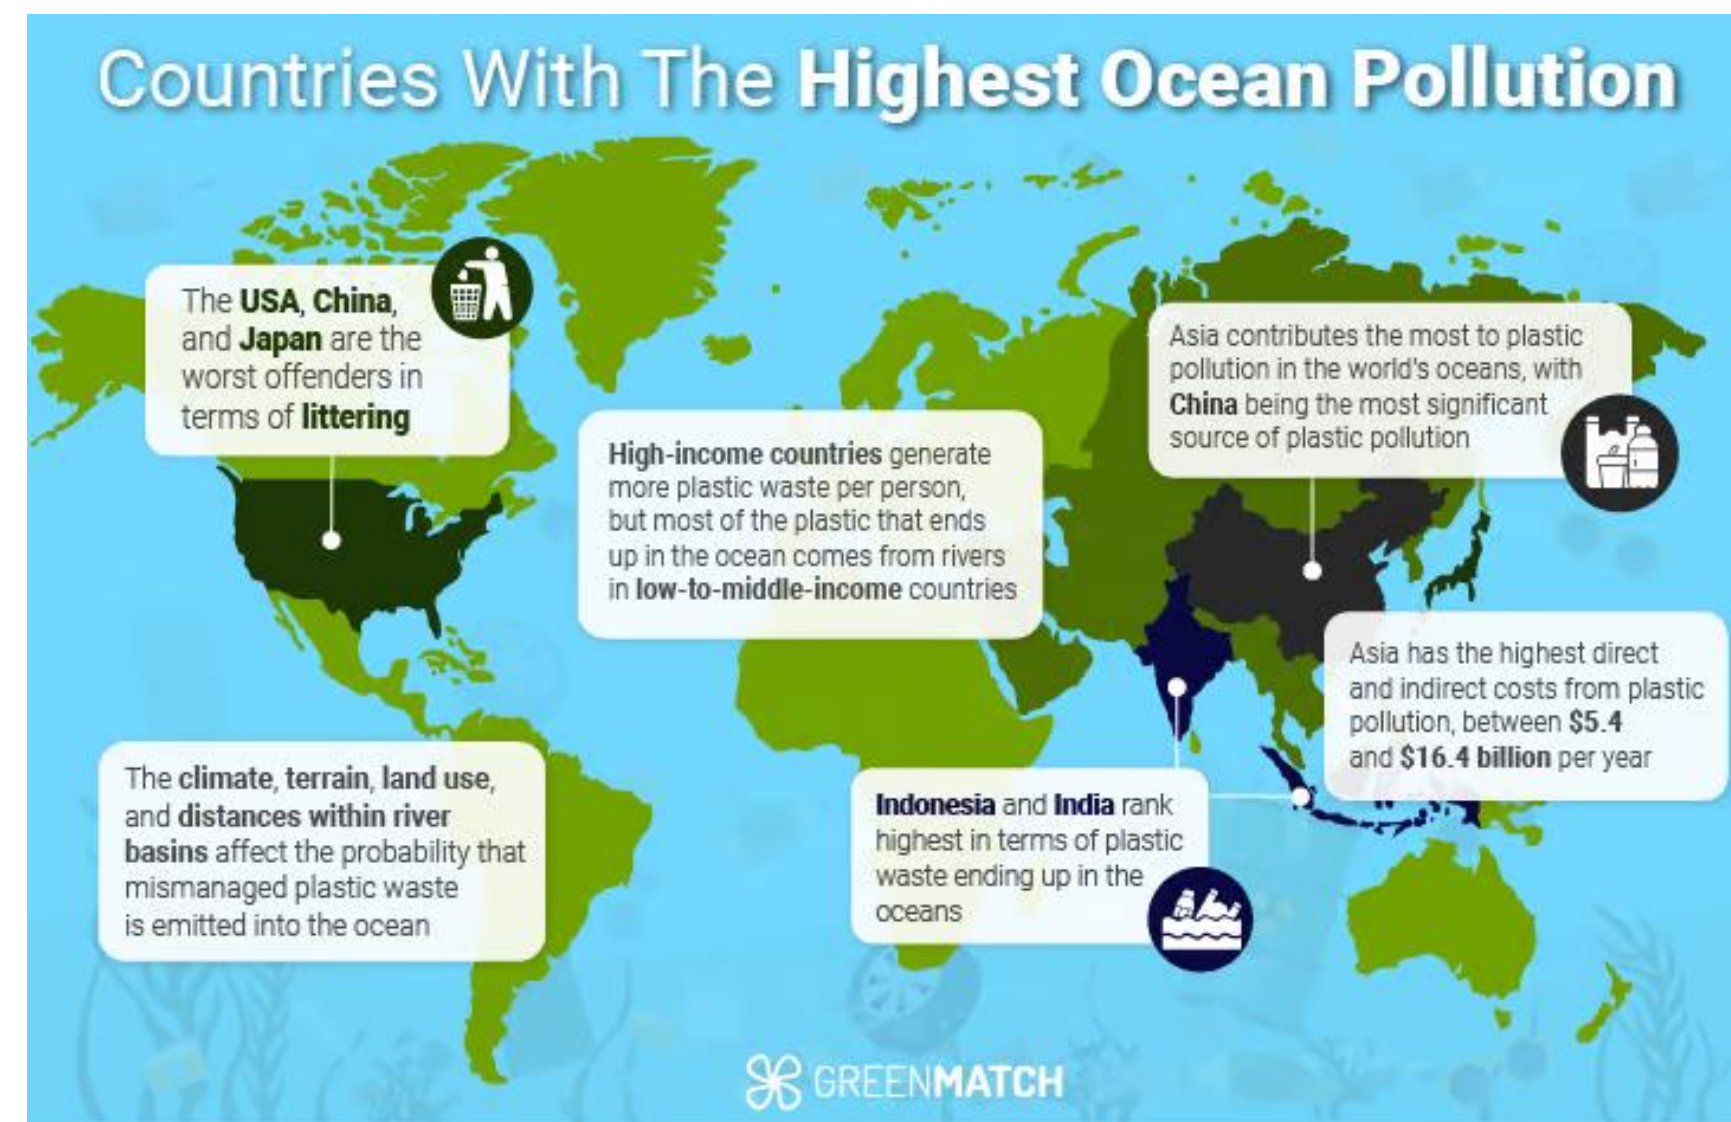 Countries With The Highest Ocean Pollution
The USA, China,
and Japan are the
worst offenders in
terms of littering
Asia contributes the most to plastic
pollution in the world's oceans, with
China being the most significant
source of plastic pollution
High-income countries generate
more plastic waste per person,
but most of the plastic that ends
up in the ocean comes from rivers
in low-to-middle-income countries
Asia has the highest direct
and indirect costs from plastic
pollution, between $5.4
and $16.4 billion per year
The climate, terrain, land use,
and distances within river
basins affect the probability that
mismanaged plastic waste
is emitted into the ocean
Indonesia and India rank
highest in terms of plastic
waste ending up in the
oceans
GREENMATCH